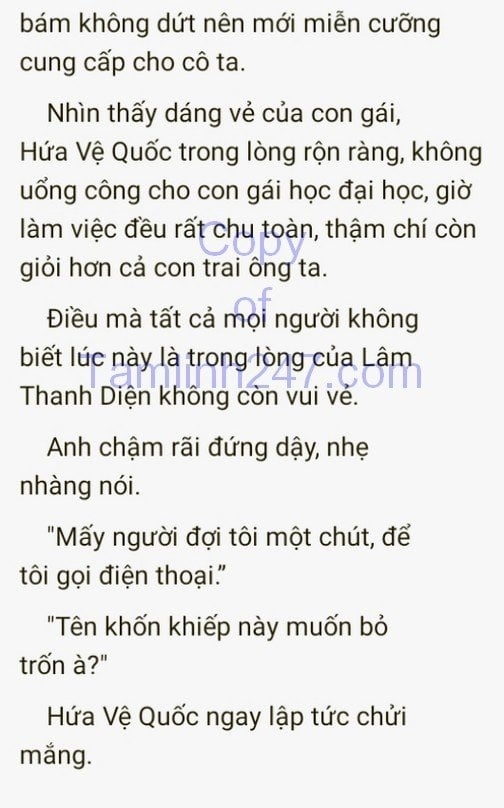 bám không dứt nên mới miễn cưỡng
cung cấp cho cô ta.
Nhìn thấy dáng vẻ của con gái,
Hứa Vệ Quốc trong lòng rộn ràng, không
uổng công cho con gái học đại học, giờ
làm việc đều rất chu toàn, thậm chí còn
giỏi hơn cả con trai ông ta.
Copy
of
Tamlinh247.com
Điều mà tất cả mọi người không
biết lúc này là trong lòng của Lâm
Thanh Diện không còn vui vẻ.
Anh chậm rãi đứng dậy, nhẹ
nhàng nói.
"Mấy người đợi tôi một chút, để
tôi gọi điện thoại.”
"Tên khốn khiếp này muốn bỏ
trốn à?"
Hứa Vệ Quốc ngay lập tức chửi
mắng.